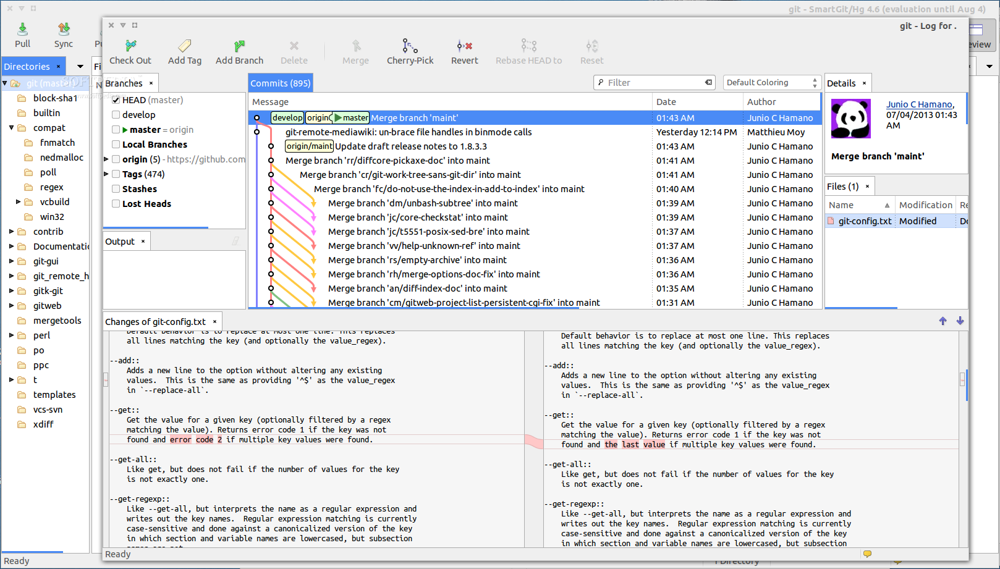 git - SmartGit/Hg 4.6 (evaluation until Aug 4)
Pull
Sync
eview
Directories
Fi
git (master)
block-sha1
builtin
compat
fnmatch
nedmalloc
poll
regex
vcbuild
win32
contrib
Documentatio
git-gui
git_remote_h
gitk-git
gitweb
mergetools
perl
po
ppc
t
templates
vcs-svn
xdiff
Ready
git - Log for .
Check Out
Add Tag
Add Branch
Delete
Merge
Cherry-Pick
Revert
Rebase HEAD to
Reset
Branches
HEAD (master)
develop
master = origin
Local Branches
origin (5) - https://github.com
Tags (474)
Stashes
Lost Heads
Output
Commits (895)
Filter
Default Coloring
Message Date Author
develop origin master Merge branch 'maint' 01:43 AM Junio C Hamano
git-remote-mediawiki: un-brace file handles in binmode calls Yesterday 12:14 PM Matthieu Moy
origin/maint Update draft release notes to 1.8.3.3 01:43 AM Junio C Hamano
Merge branch 'rr/diffcore-pickaxe-doc' into maint 01:41 AM Junio C Hamano
Merge branch 'cr/git-work-tree-sans-git-dir' into maint 01:41 AM Junio C Hamano
Merge branch 'fc/do-not-use-the-index-in-add-to-index' into maint 01:40 AM Junio C Hamano
Merge branch 'dm/unbash-subtree' into maint 01:39 AM Junio C Hamano
Merge branch 'jc/core-checkstat' into maint 01:39 AM Junio C Hamano
Merge branch 'jc/t5551-posix-sed-bre' into maint 01:37 AM Junio C Hamano
Merge branch 'vv/help-unknown-ref' into maint 01:37 AM Junio C Hamano
Merge branch 'rs/empty-archive' into maint 01:36 AM Junio C Hamano
Merge branch 'rh/merge-options-doc-fix' into maint 01:36 AM Junio C Hamano
Merge branch 'an/diff-index-doc' into maint 01:35 AM Junio C Hamano
Merge branch 'cm/gitweb-project-list-persistent-cgi-fix' into maint 01:31 AM Junio C Hamano
Details
Junio C Hamano,
07/04/2013 01:43
AM
Merge branch 'maint'
Files (1)
Name Modification Re
git-config.txt Modified Do
Changes of git-config.txt
Default behavior is to replace at most one line. This replaces
all lines matching the key (and optionally the value_regex).
--add::
Adds a new line to the option without altering any existing
values.  This is the same as providing '^$' as the value_regex
in `--replace-all`.
--get::
Get the value for a given key (optionally filtered by a regex
matching the value). Returns error code 1 if the key was not
found and error code 2 if multiple key values were found.
--get-all::
Like get, but does not fail if the number of values for the key
is not exactly one.
--get-regexp::
Like --get-all, but interprets the name as a regular expression and
writes out the key names.  Regular expression matching is currently
case-sensitive and done against a canonicalized version of the key
in which section and variable names are lowercased, but subsection
names are not
Default behavior is to replace at most one line. This replaces
all lines matching the key (and optionally the value_regex).
--add::
Adds a new line to the option without altering any existing
values.  This is the same as providing '^$' as the value_regex
in `--replace-all`.
--get::
Get the value for a given key (optionally filtered by a regex
matching the value). Returns error code 1 if the key was not
found and the last value if multiple key values were found.
--get-all::
Like get, but does not fail if the number of values for the key
is not exactly one.
--get-regexp::
Like --get-all, but interprets the name as a regular expression and
writes out the key names.  Regular expression matching is currently
case-sensitive and done against a canonicalized version of the key
in which section and variable names are lowercased, but subsection
Ready
1 Directory